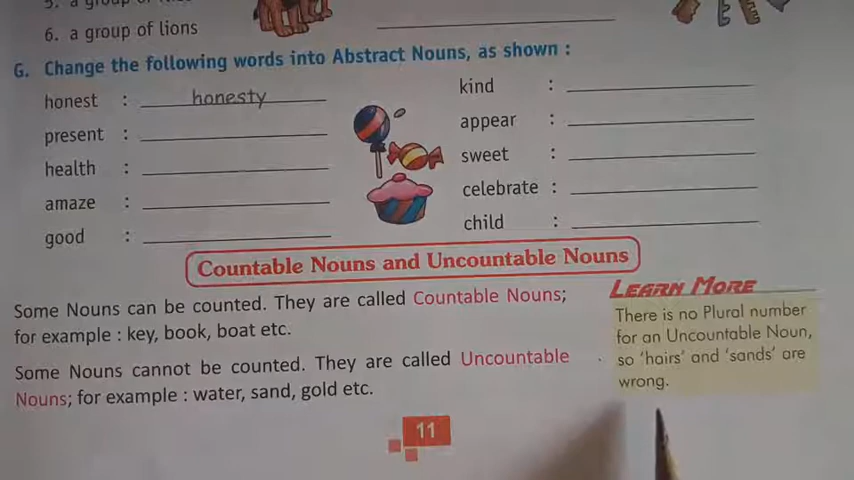 5. a group of
6. a group of lions
G. Change the following words into Abstract Nouns, as shown :
honest : honesty
present :
health :
amaze :
good :
kind :
appear :
sweet :
celebrate :
child :
Countable Nouns and Uncountable Nouns
Some Nouns can be counted. They are called Countable Nouns;
for example : key, book, boat etc.
Some Nouns cannot be counted. They are called Uncountable
Nouns; for example : water, sand, gold etc.
LEARN MORE
There is no Plural number
for an Uncountable Noun,
so 'hairs' and 'sands' are
wrong.
11